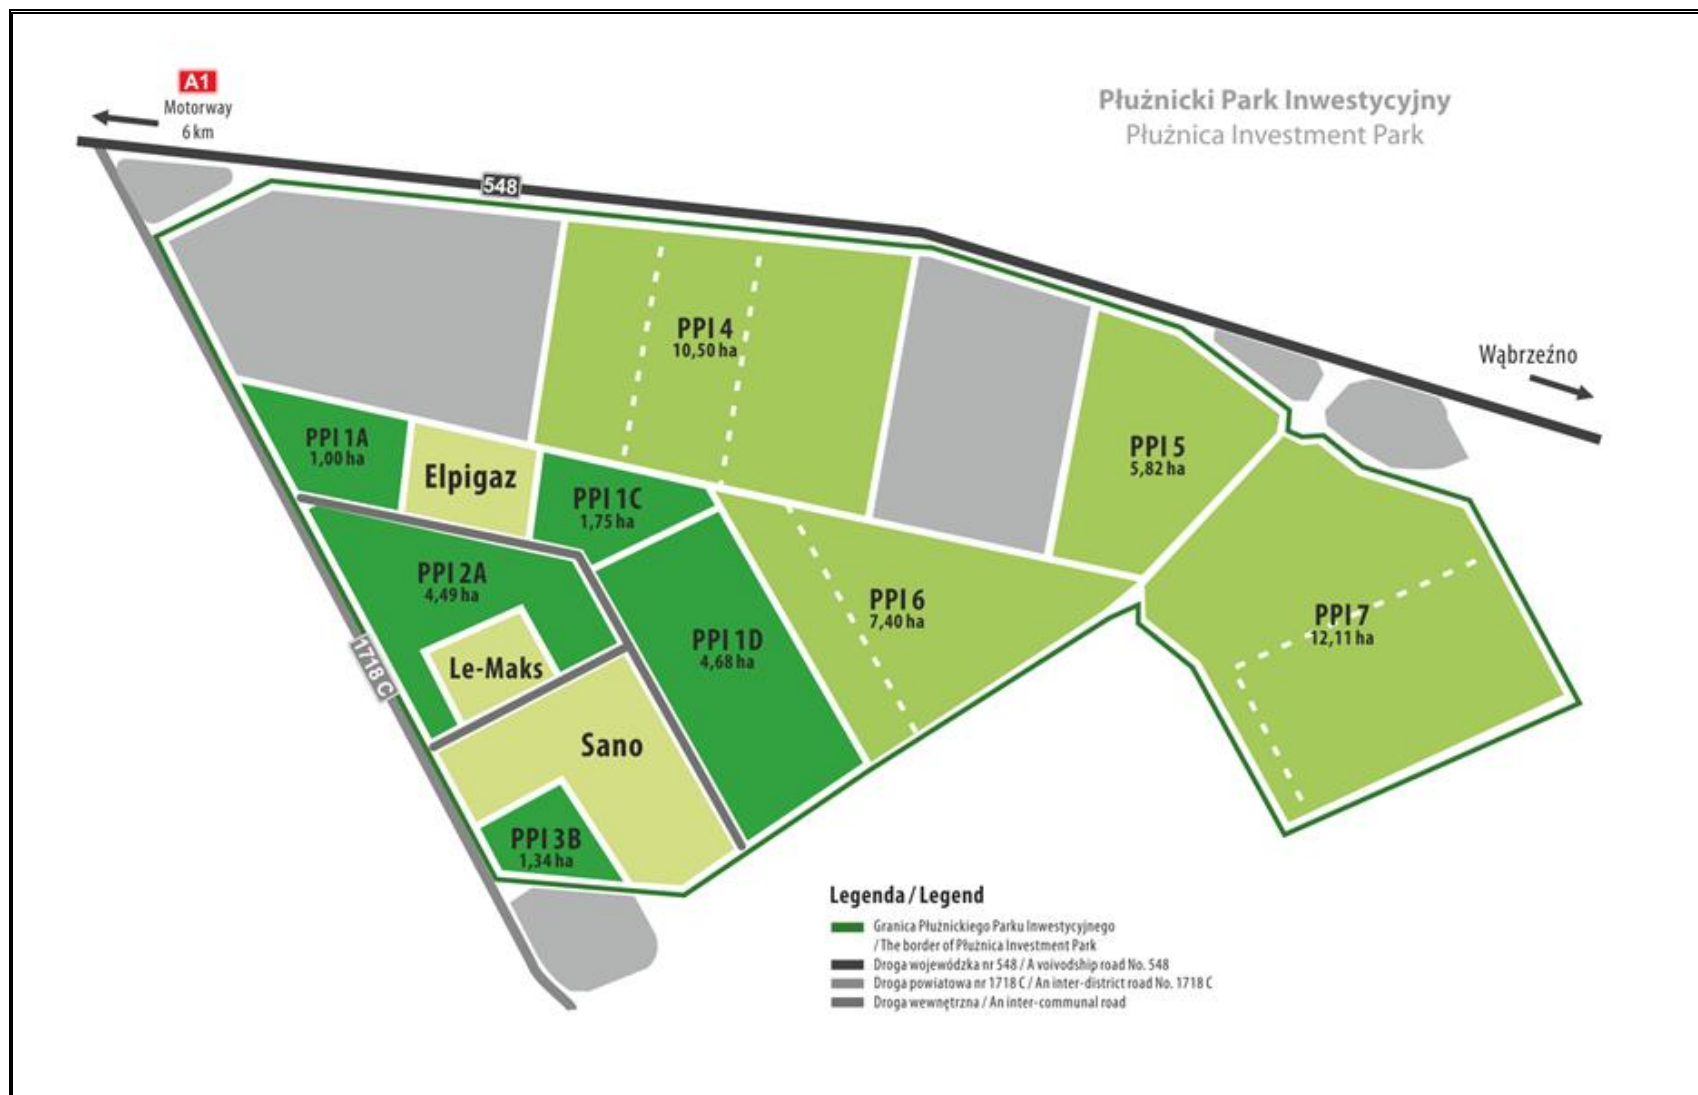 A1
Motorway
6 km
Płużnicki Park Inwestycyjny
Płużnica Investment Park
548
Wąbrzeźno
PPI 4
10,50 ha
PPI 5
5,82 ha
PPI 1A
1,00 ha
Elpigaz
PPI 1C
1,75 ha
PPI 2A
4,49 ha
PPI 6
7,40 ha
PPI 7
12,11 ha
PPI 1D
4,68 ha
Le-Maks
1718 C
Sano
PPI 3B
1,34 ha
Legenda / Legend
Granica Płużnickiego Parku Inwestycyjnego
/ The border of Płużnica Investment Park
Droga wojewódzka nr 548 / A voivodship road No. 548
Droga powiatowa nr 1718 C / An inter-district road No. 1718 C
Droga wewnętrzna / An inter-communal road